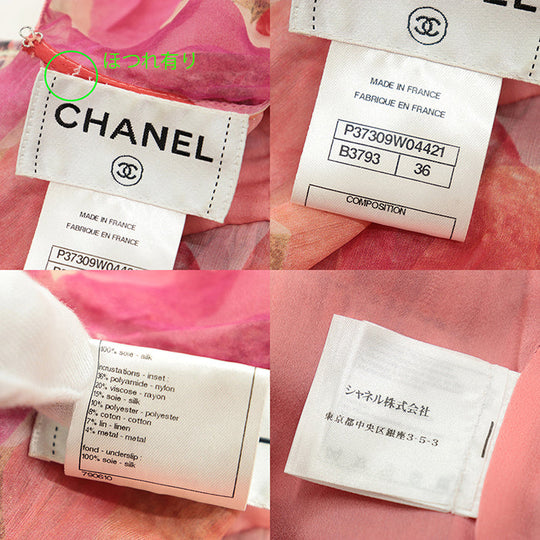 ほつれ有り
CHANEL
MADE IN FRANCE
FABRIQUE EN FRANCE
MADE IN FRANCE
FABRIQUE EN FRANCE
P37309W04421
B3793 36
COMPOSITION
100% soie - silk
incrustations - inset :
36% polyamide - nylon
20% viscose - rayon
15% soie - silk
10% polyester - polyester
8% coton - cotton
7% lin - linen
4% metal - metal
fond - underslip :
100% soie - silk
790610
シャネル株式会社
東京都中央区銀座3-5-3